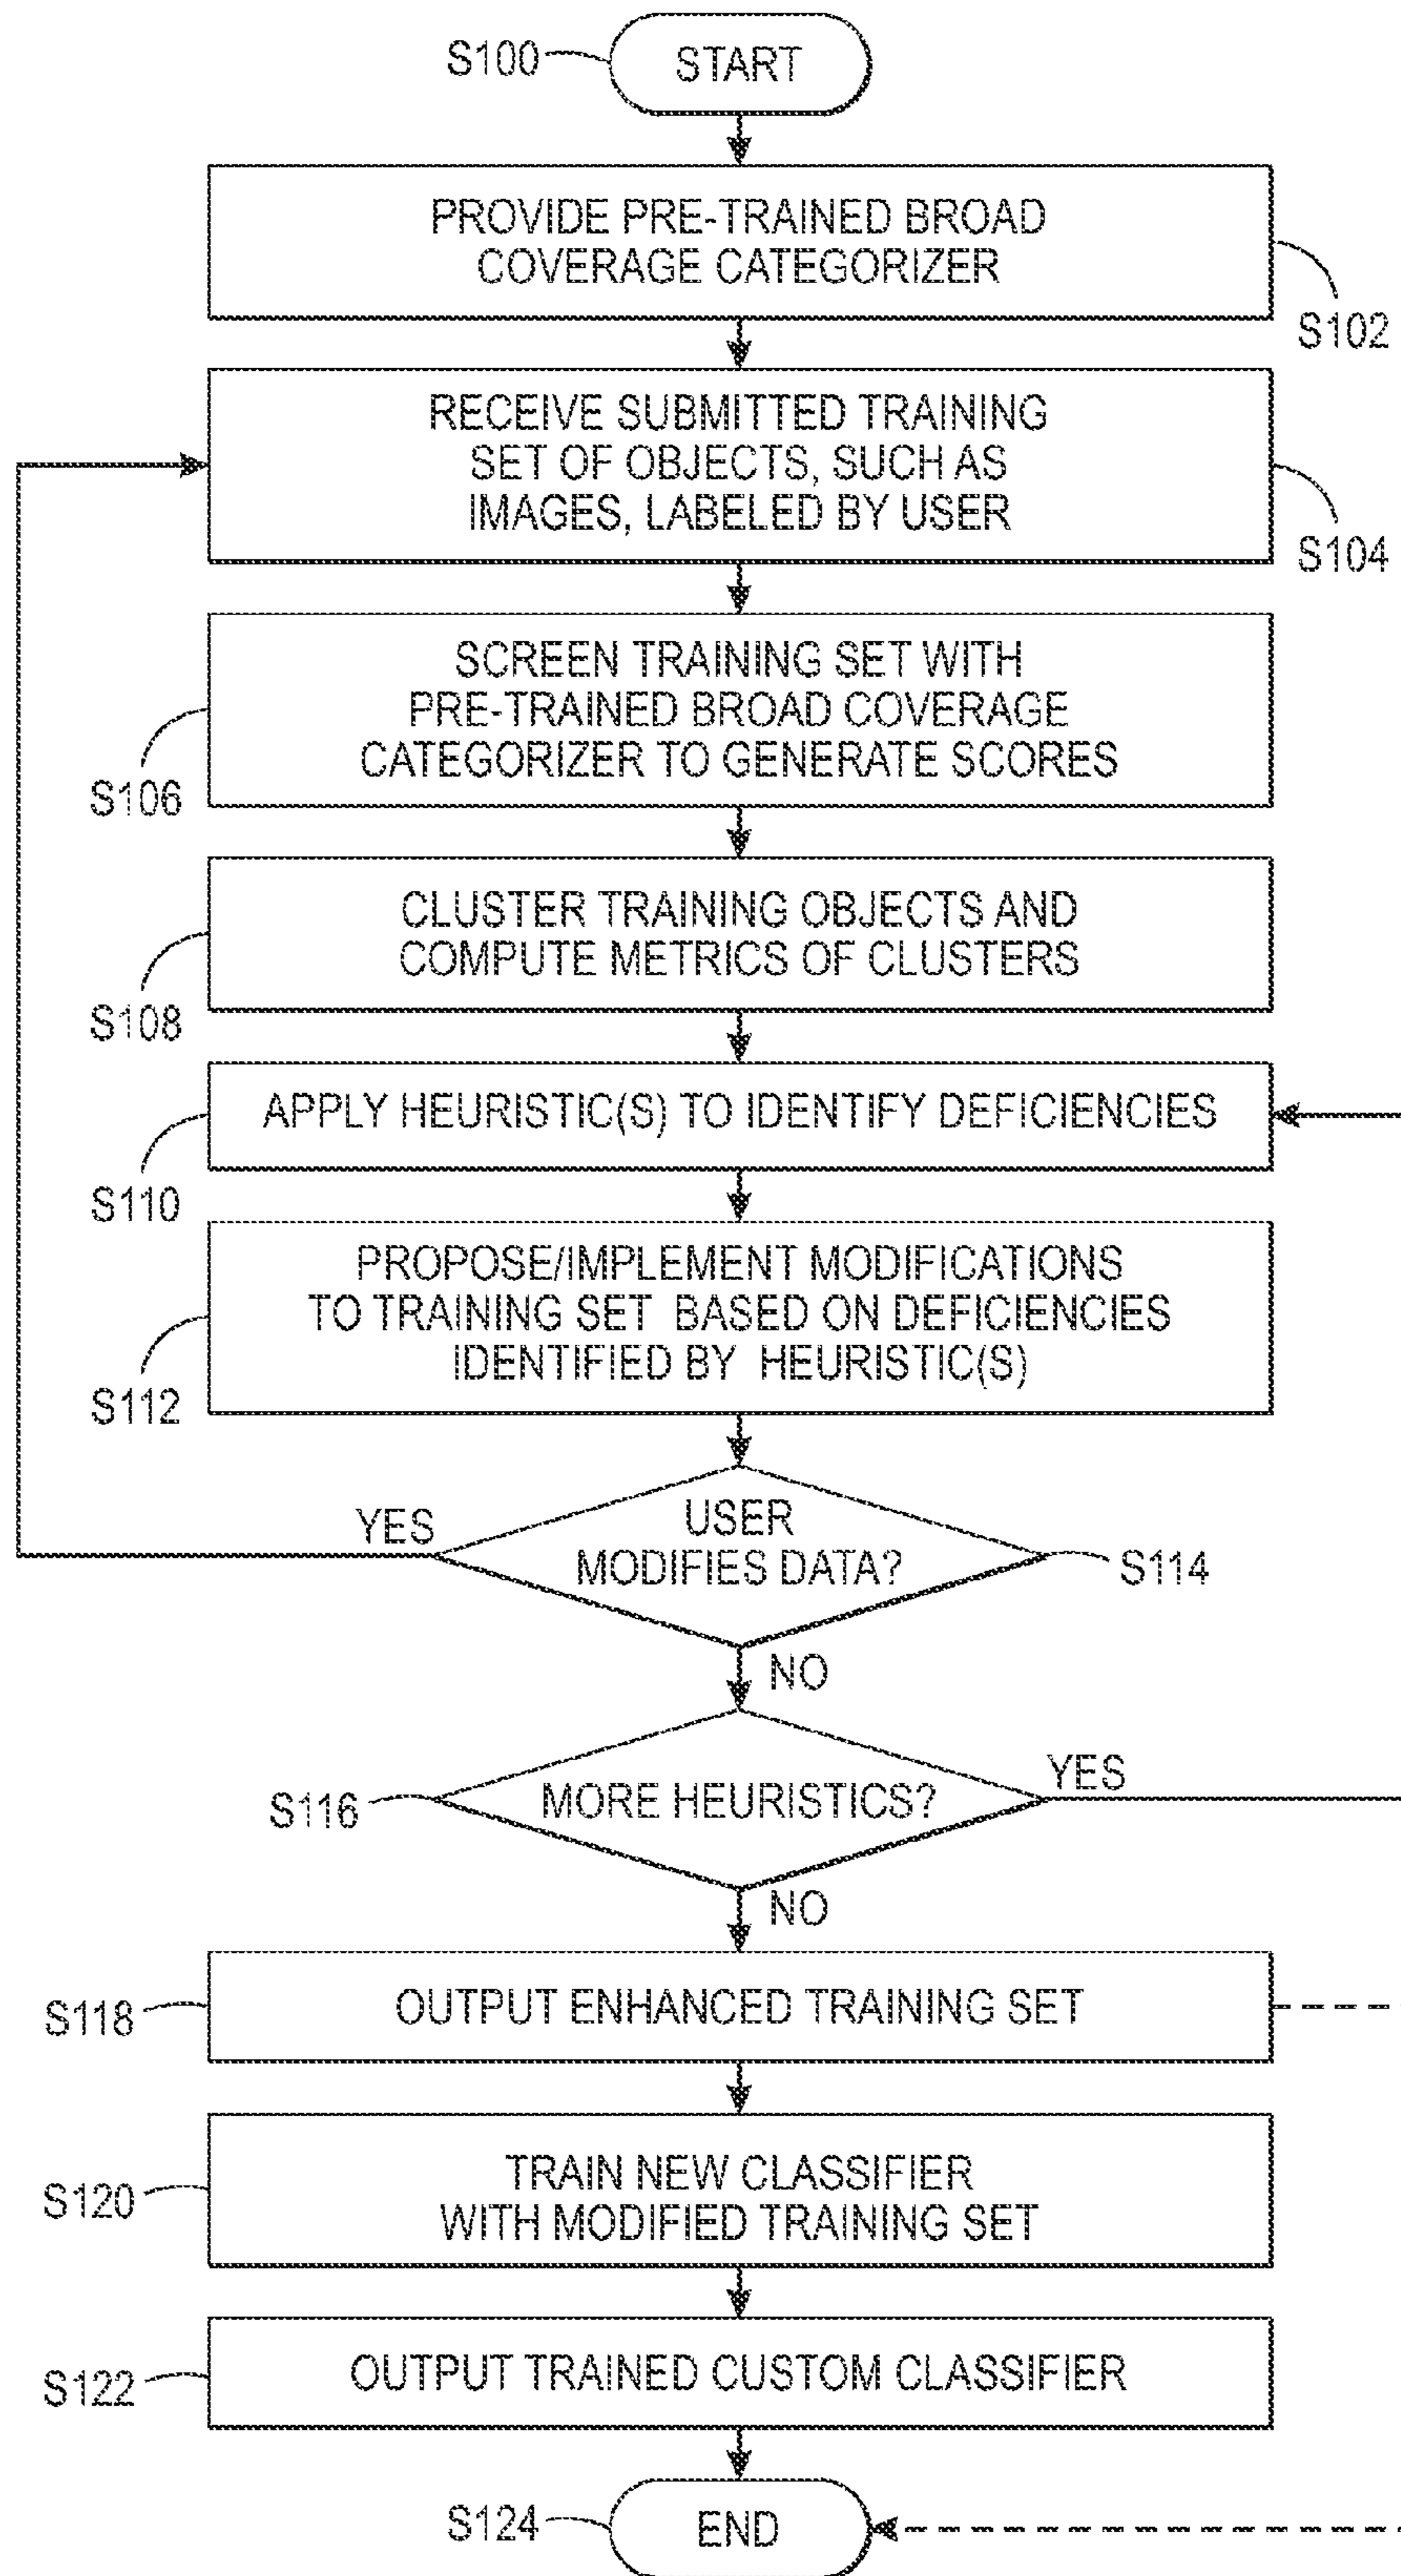 S100
START
PROVIDE PRE-TRAINED BROAD
COVERAGE CATEGORIZER
S102
RECEIVE SUBMITTED TRAINING
SET OF OBJECTS, SUCH AS
IMAGES, LABELED BY USER
S104
SCREEN TRAINING SET WITH
PRE-TRAINED BROAD COVERAGE
CATEGORIZER TO GENERATE SCORES
S106
CLUSTER TRAINING OBJECTS AND
COMPUTE METRICS OF CLUSTERS
S108
APPLY HEURISTIC(S) TO IDENTIFY DEFICIENCIES
S110
PROPOSE/IMPLEMENT MODIFICATIONS
TO TRAINING SET BASED ON DEFICIENCIES
IDENTIFIED BY HEURISTIC(S)
S112
YES
USER
MODIFIES DATA?
S114
NO
S116
MORE HEURISTICS?
YES
NO
S118
OUTPUT ENHANCED TRAINING SET
S120
TRAIN NEW CLASSIFIER
WITH MODIFIED TRAINING SET
S122
OUTPUT TRAINED CUSTOM CLASSIFIER
S124
END